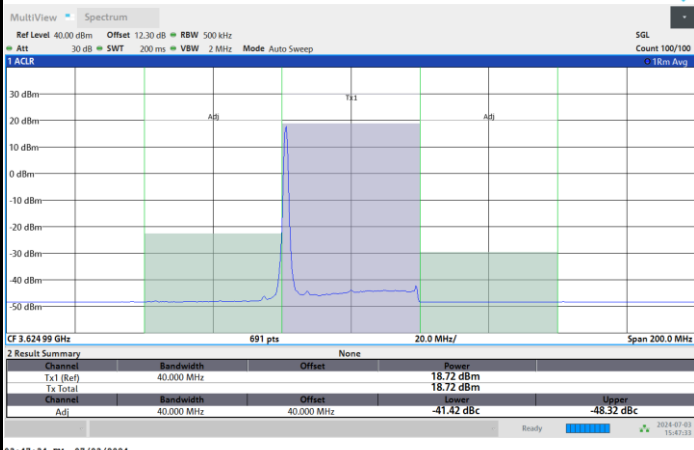 MultiView Spectrum
Ref Level 40.00 dBm Offset 12.30 dB RBW 500 kHz SGL
Att 30 dB SWT 200 ms VBW 2 MHz Mode Auto Sweep Count 100/100
1 ACLR 1Rm Avg
30 dBm
Tx1
20 dBm
Adj Adj
10 dBm
0 dBm
-10 dBm
-20 dBm
-30 dBm
-40 dBm
-50 dBm
CF 3.624 99 GHz 691 pts 20.0 MHz/ Span 200.0 MHz
2 Result Summary None
Channel Bandwidth Offset Power
Tx1 (Ref) 40.000 MHz 18.72 dBm
Tx Total 18.72 dBm
Channel Bandwidth Offset Lower Upper
Adj 40.000 MHz 40.000 MHz -41.42 dBc -48.32 dBc
Ready 2024-07-03
15:47:33